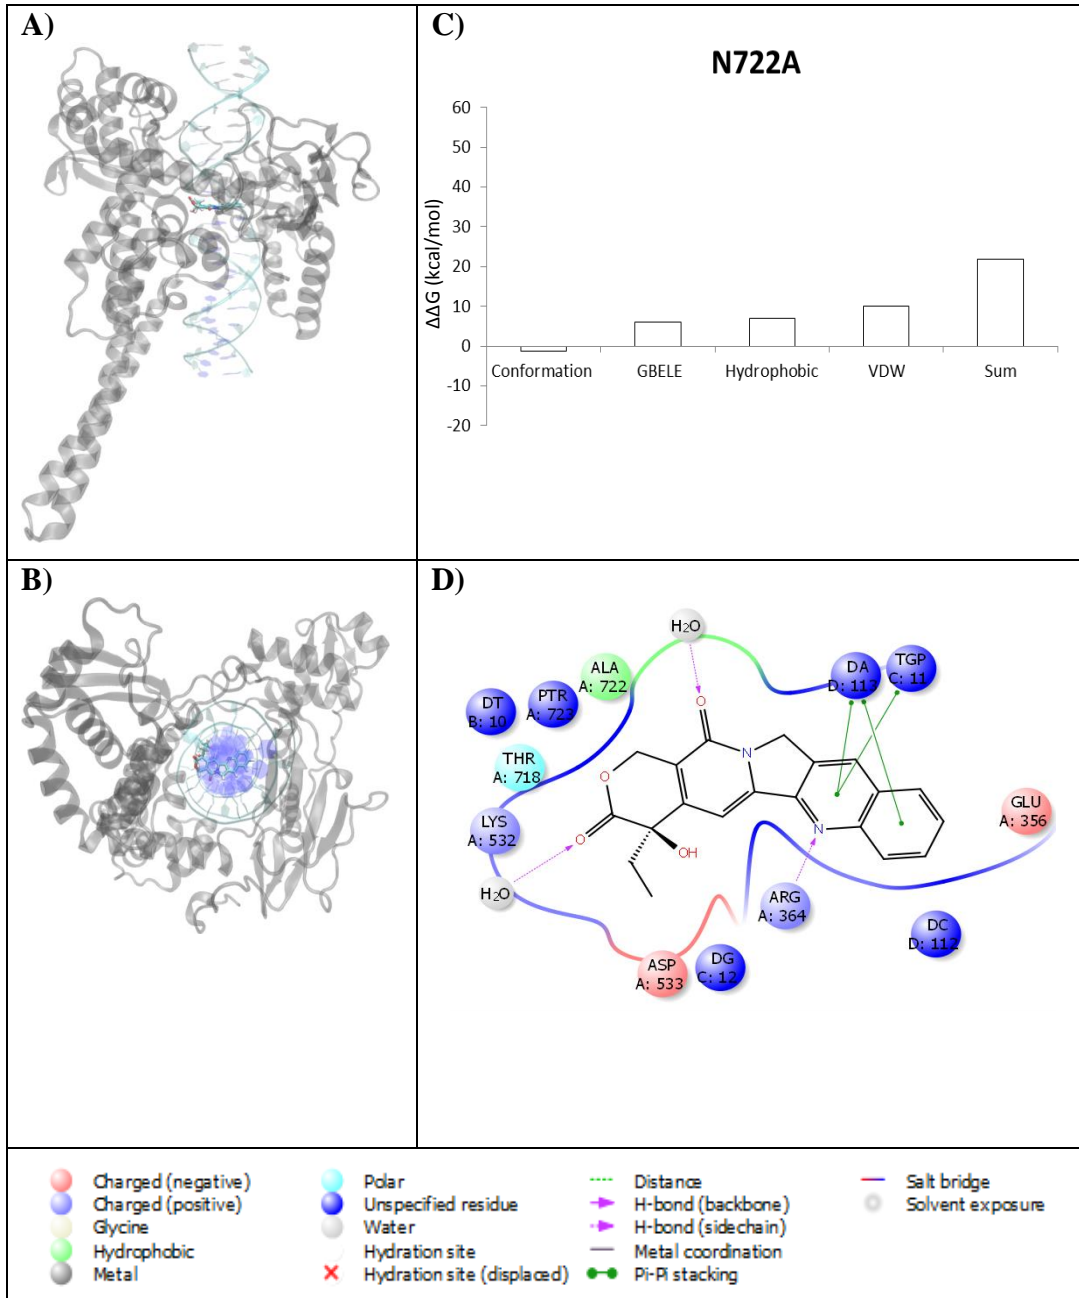 A)
C)
N722A
ΔΔG (kcal/mol)
60
50
40
30
20
10
0
-10
-20
Conformation GBELE Hydrophobic VDW Sum
B)
D)
H₂O
ALA
A: 722
DA
D: 113
TGP
C: 11
DT
B: 10
PTR
A: 723
O
THR
A: 718
N
O
GLU
A: 356
LYS
A: 532
O
N
OH
H₂O
ARG
A: 364
DC
D: 112
ASP
A: 533
DG
C: 12
Charged (negative)
Charged (positive)
Glycine
Hydrophobic
Metal
Polar
Unspecified residue
Water
Hydration site
Hydration site (displaced)
Distance
H-bond (backbone)
H-bond (sidechain)
Metal coordination
Pi-Pi stacking
Salt bridge
Solvent exposure